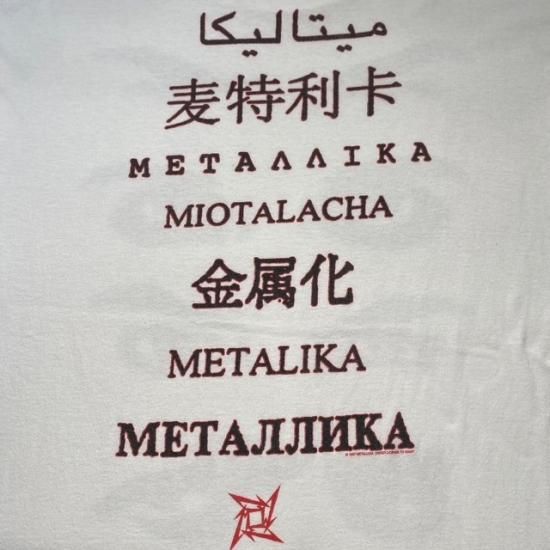 ميتاليكا
麦特利卡
ΜΕΤΑΛΛΙΚΑ
MIOTALACHA
金属化
METALIKA
МЕТАЛЛИКА